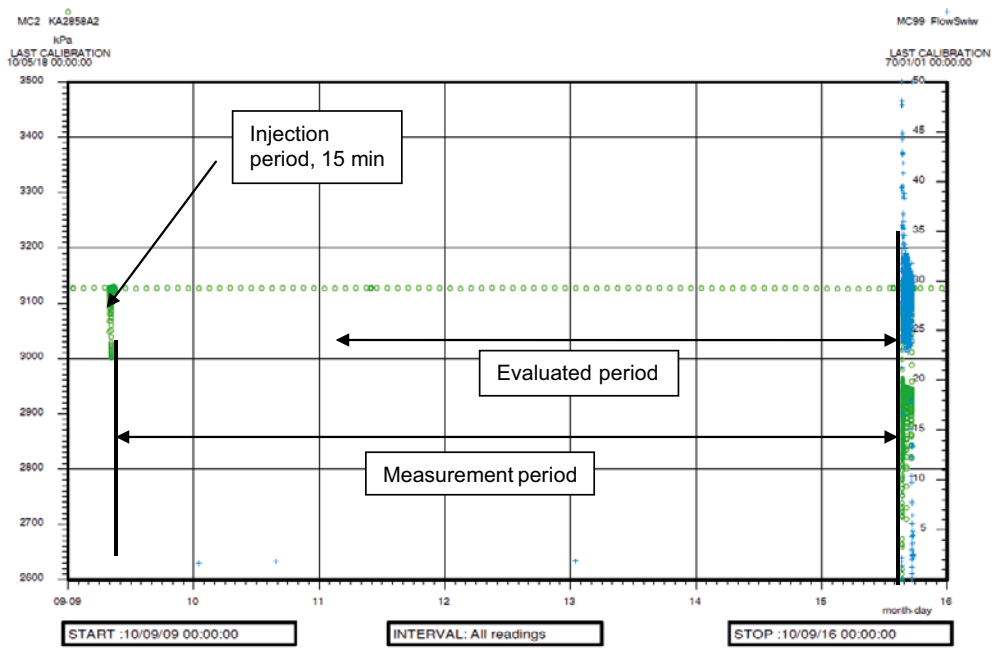 MC2 KA2858A2
MC99 FlowSwiw
kPa
LAST CALIBRATION
10/05/18 00:00:00
LAST CALIBRATION
70/01/01 00:00:00
3500
50
3400
45
Injection
period, 15 min
40
3300
35
3200
30
3100
25
3000
Evaluated period
20
2900
15
2800
Measurement period
10
2700
5
2600
09-09
10
11
12
13
14
15
16
month-day
START :10/09/09 00:00:00
INTERVAL: All readings
STOP :10/09/16 00:00:00